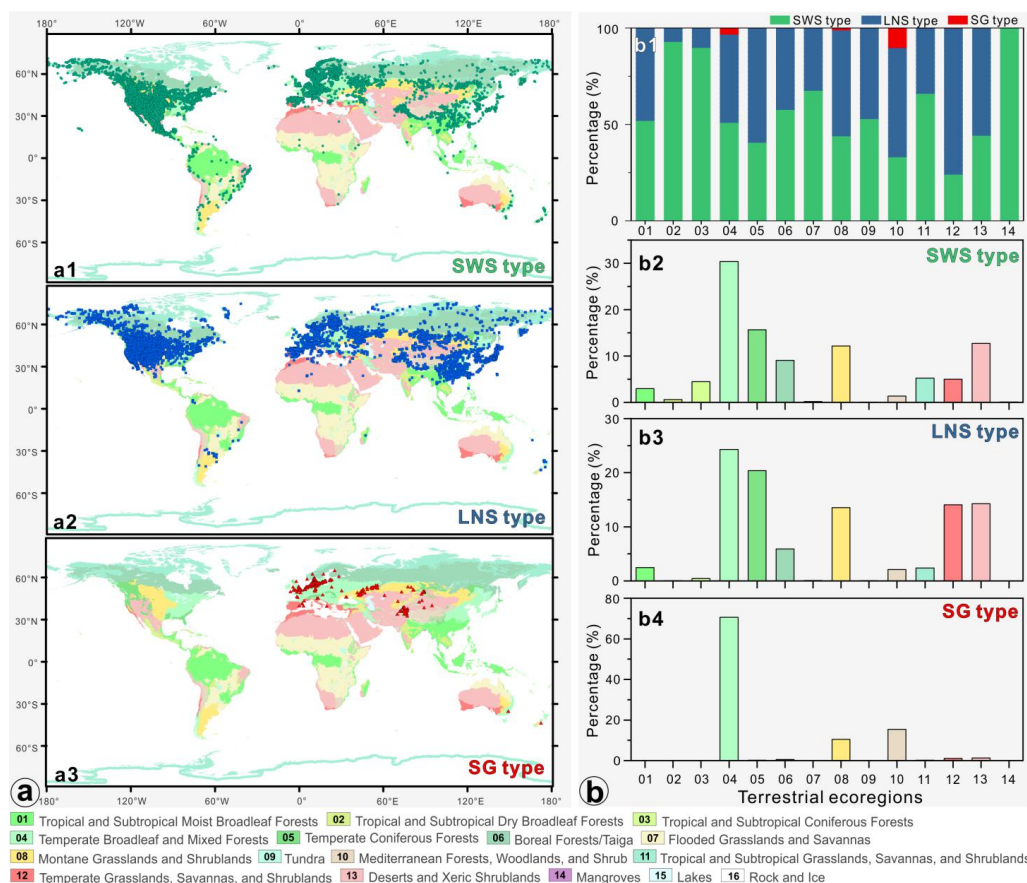 180° 120°W 60°W 0° 60°E 120°E 180°
60°N
30°N
0°
30°S
60°S
a1
SWS type
60°N
30°N
0°
30°S
60°S
a2
LNS type
60°N
30°N
0°
30°S
60°S
a3
SG type
a
180° 120°W 60°W 0° 60°E 120°E 180°
SWS type LNS type SG type
b1
Percentage (%)
100
50
0
01 02 03 04 05 06 07 08 09 10 11 12 13 14
b2
SWS type
Percentage (%)
30
20
10
0
b3
LNS type
Percentage (%)
30
20
10
0
b4
SG type
Percentage (%)
80
60
40
20
0
01 02 03 04 05 06 07 08 09 10 11 12 13 14
b
Terrestrial ecoregions
01 Tropical and Subtropical Moist Broadleaf Forests 02 Tropical and Subtropical Dry Broadleaf Forests 03 Tropical and Subtropical Coniferous Forests
04 Temperate Broadleaf and Mixed Forests 05 Temperate Coniferous Forests 06 Boreal Forests/Taiga 07 Flooded Grasslands and Savannas
08 Montane Grasslands and Shrublands 09 Tundra 10 Mediterranean Forests, Woodlands, and Shrub 11 Tropical and Subtropical Grasslands, Savannas, and Shrublands
12 Temperate Grasslands, Savannas, and Shrublands 13 Deserts and Xeric Shrublands 14 Mangroves 15 Lakes 16 Rock and Ice